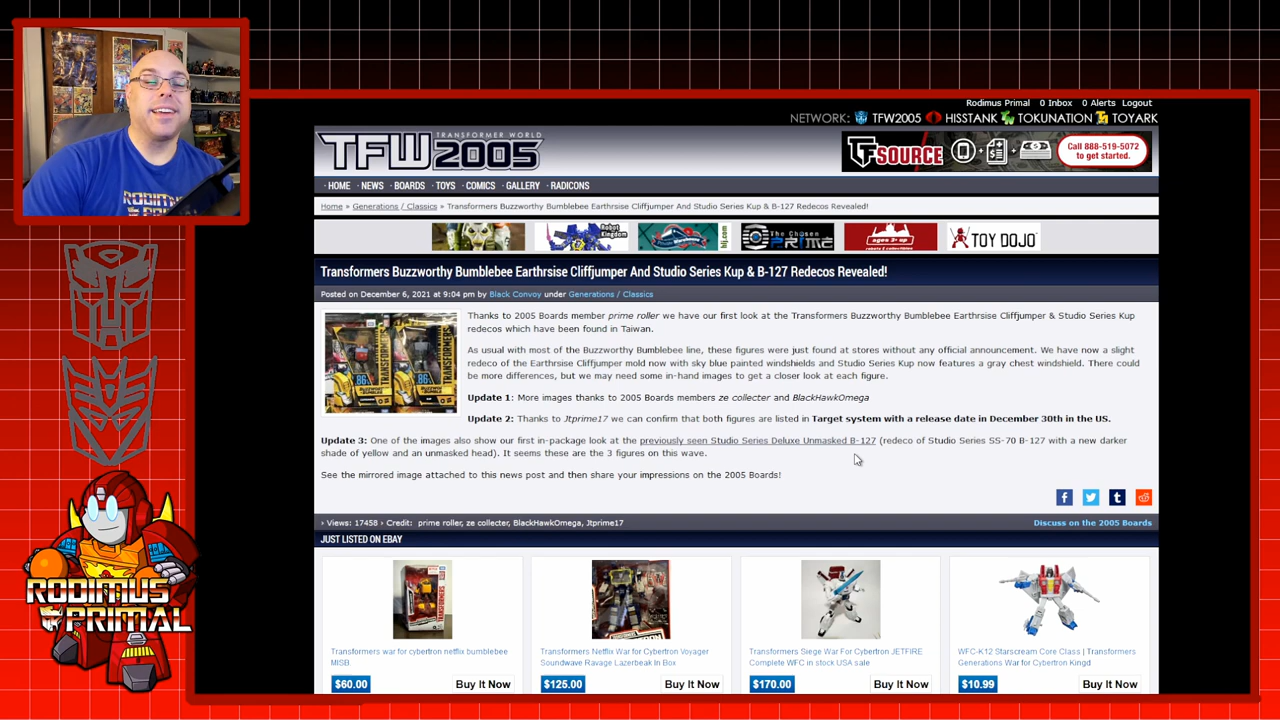 Rodimus Primal 0 Inbox 0 Alerts Logout
NETWORK: TFW2005 HISSTANK TOKUNATION TOYARK
TRANSFORMER WORLD
TFW2005
TFSOURCE
Call 888-519-5072
to get started.
· HOME · NEWS · BOARDS · TOYS · COMICS · GALLERY · RADICONS
Home » Generations / Classics » Transformers Buzzworthy Bumblebee Earthrsise Cliffjumper And Studio Series Kup & B-127 Redecos Revealed!
Robot Kingdom
The Chosen PRIME
ages 3+ up
TOY DOJO
Transformers Buzzworthy Bumblebee Earthrsise Cliffjumper And Studio Series Kup & B-127 Redecos Revealed!
Posted on December 6, 2021 at 9:04 pm by Black Convoy under Generations / Classics
Thanks to 2005 Boards member prime roller we have our first look at the Transformers Buzzworthy Bumblebee Earthrsise Cliffjumper & Studio Series Kup
redecos which have been found in Taiwan.
As usual with most of the Buzzworthy Bumblebee line, these figures were just found at stores without any official announcement. We have now a slight
redeco of the Earthrsise Cliffjumper mold now with sky blue painted windshields and Studio Series Kup now features a gray chest windshield. There could
be more differences, but we may need some in-hand images to get a closer look at each figure.
Update 1: More images thanks to 2005 Boards members ze collecter and BlackHawkOmega
Update 2: Thanks to Jtprime17 we can confirm that both figures are listed in Target system with a release date in December 30th in the US.
Update 3: One of the images also show our first in-package look at the previously seen Studio Series Deluxe Unmasked B-127 (redeco of Studio Series SS-70 B-127 with a new darker
shade of yellow and an unmasked head). It seems these are the 3 figures on this wave.
See the mirrored image attached to this news post and then share your impressions on the 2005 Boards!
› Views: 17458 › Credit: prime roller, ze collecter, BlackHawkOmega, Jtprime17
Discuss on the 2005 Boards
JUST LISTED ON EBAY
Transformers war for cybertron netflix bumblebee
MISB
$60.00 Buy It Now
Transformers Netflix War for Cybertron Voyager
Soundwave Ravage Lazerbeak In Box
$125.00 Buy It Now
Transformers Siege War For Cybertron JETFIRE
Complete WFC in stock USA sale
$170.00 Buy It Now
WFC-K12 Starscream Core Class | Transformers
Generations War for Cybertron Kingd
$10.99 Buy It Now
RODIMUS
PRIMAL